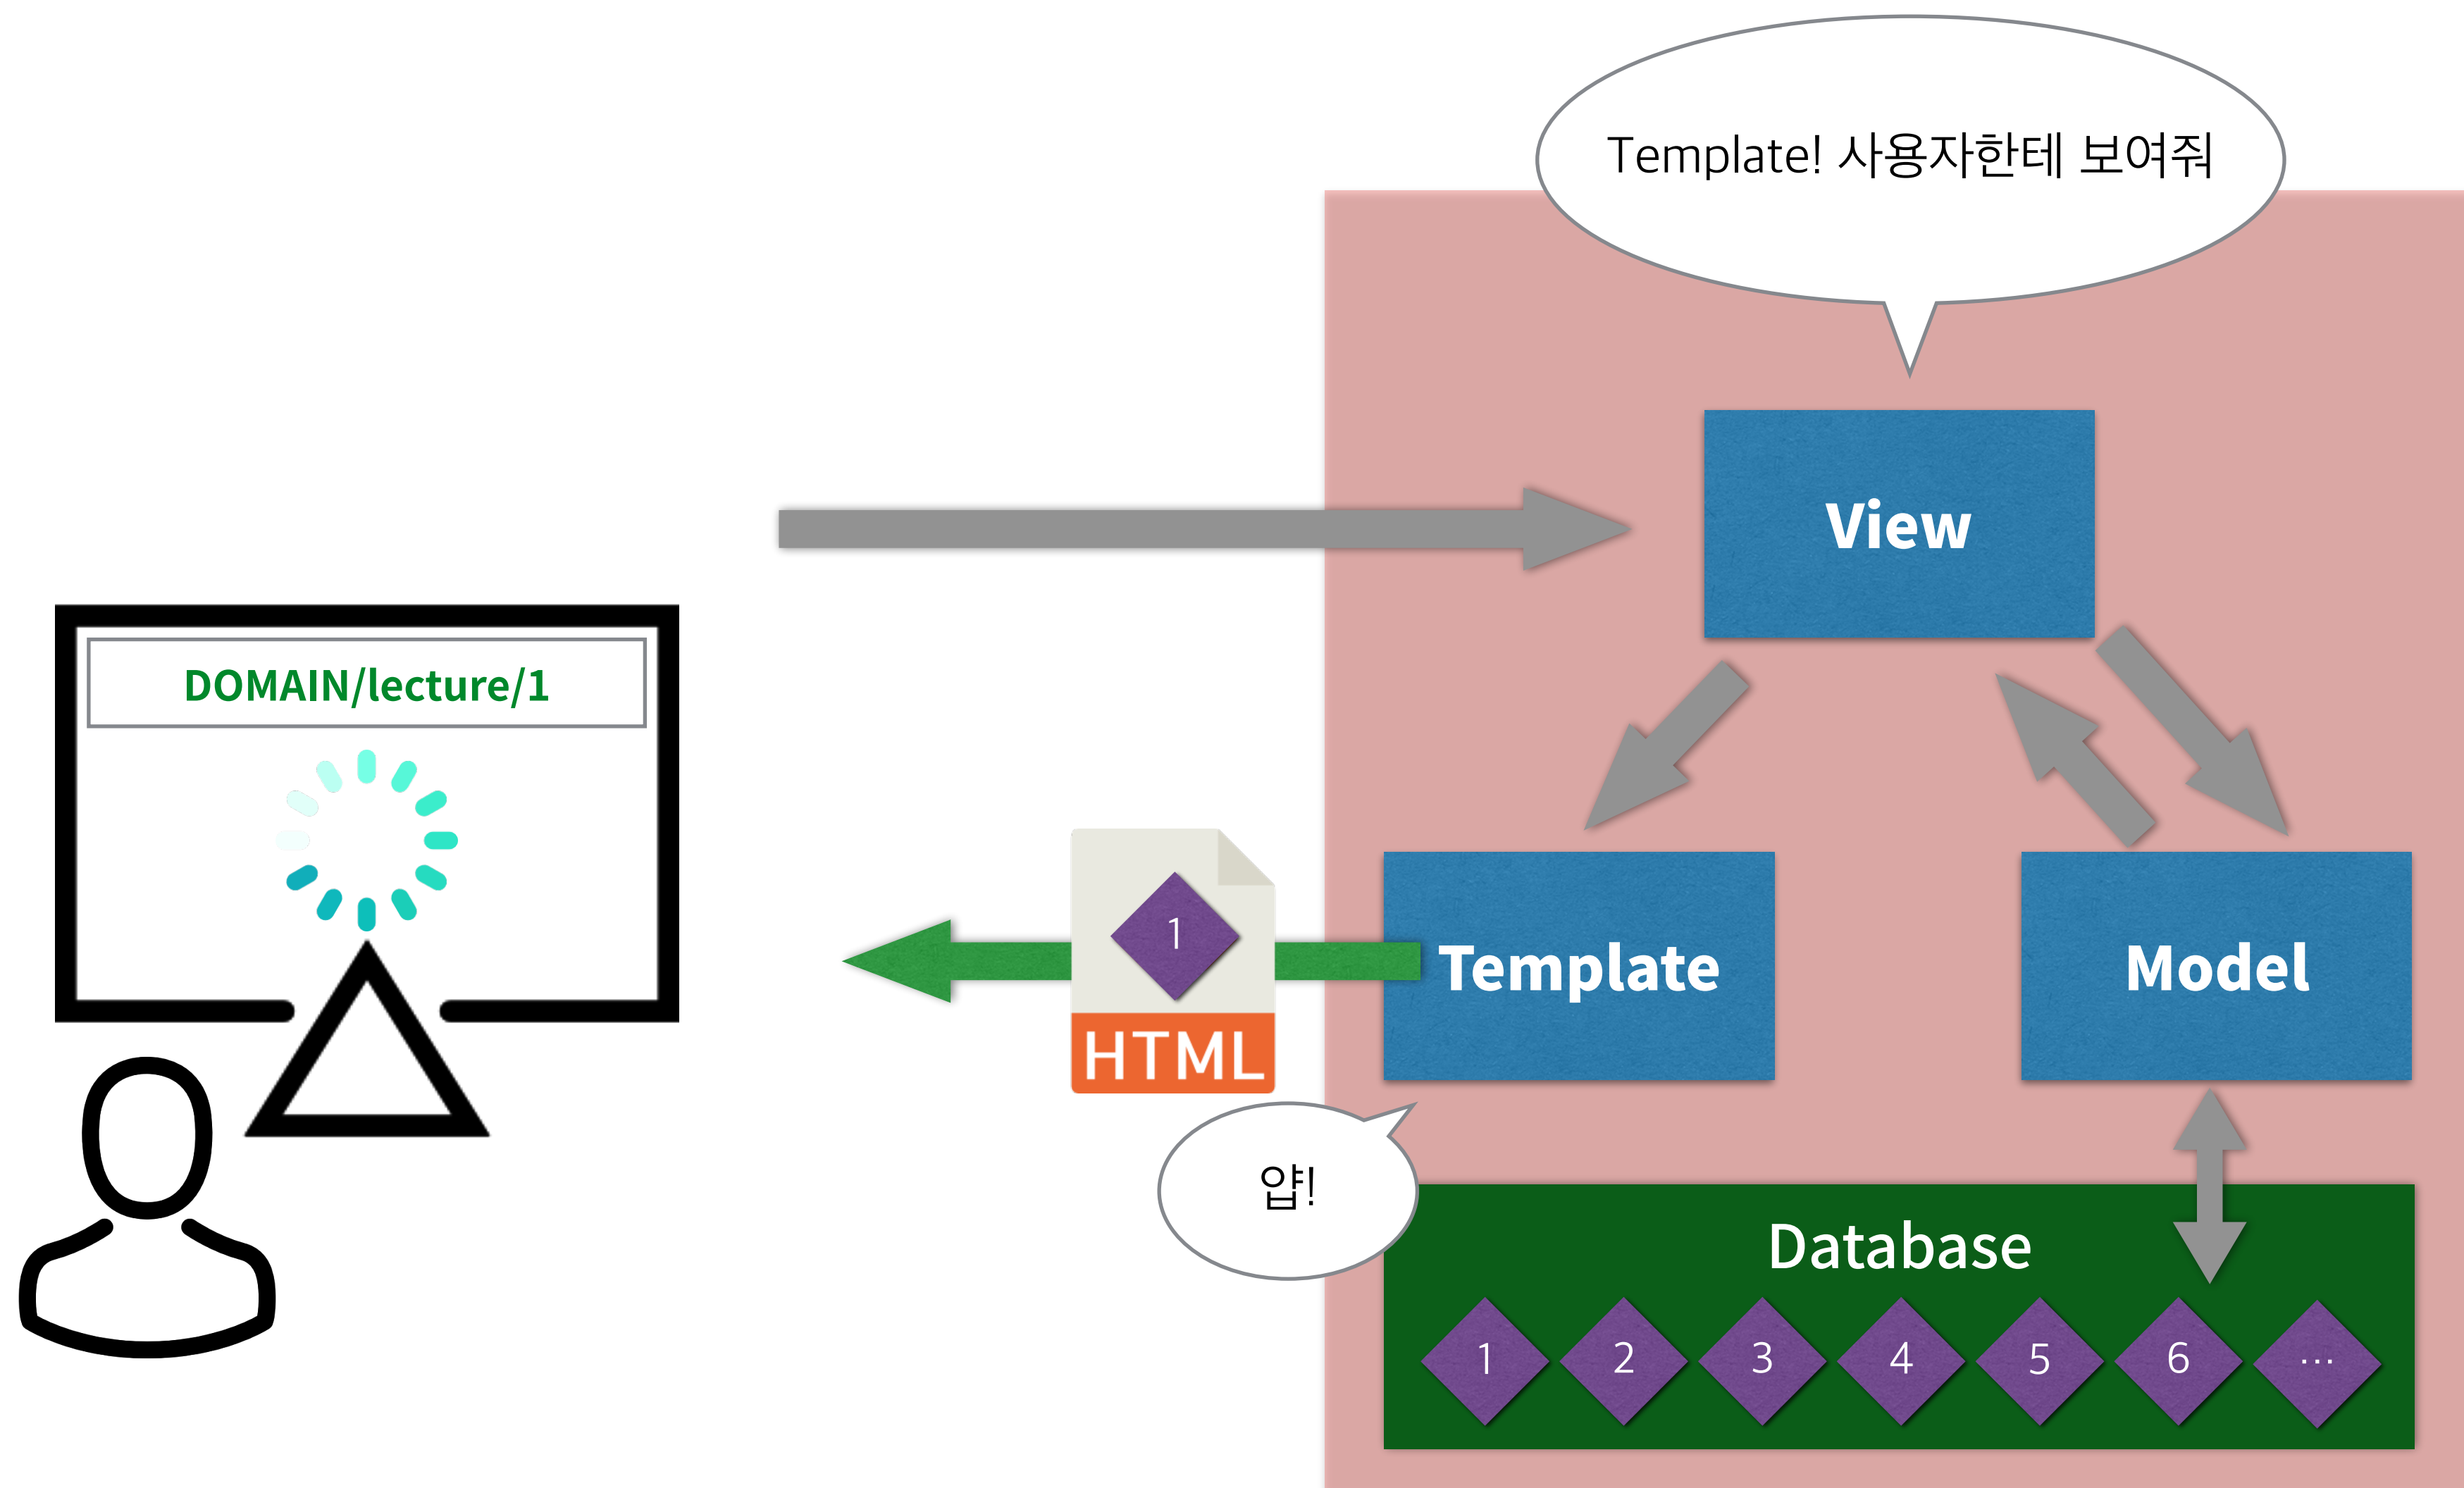 Template! 사용자한테 보여줘
View
DOMAIN/lecture/1
1
HTML
Template
Model
얍!
Database
1 2 3 4 5 6 ...